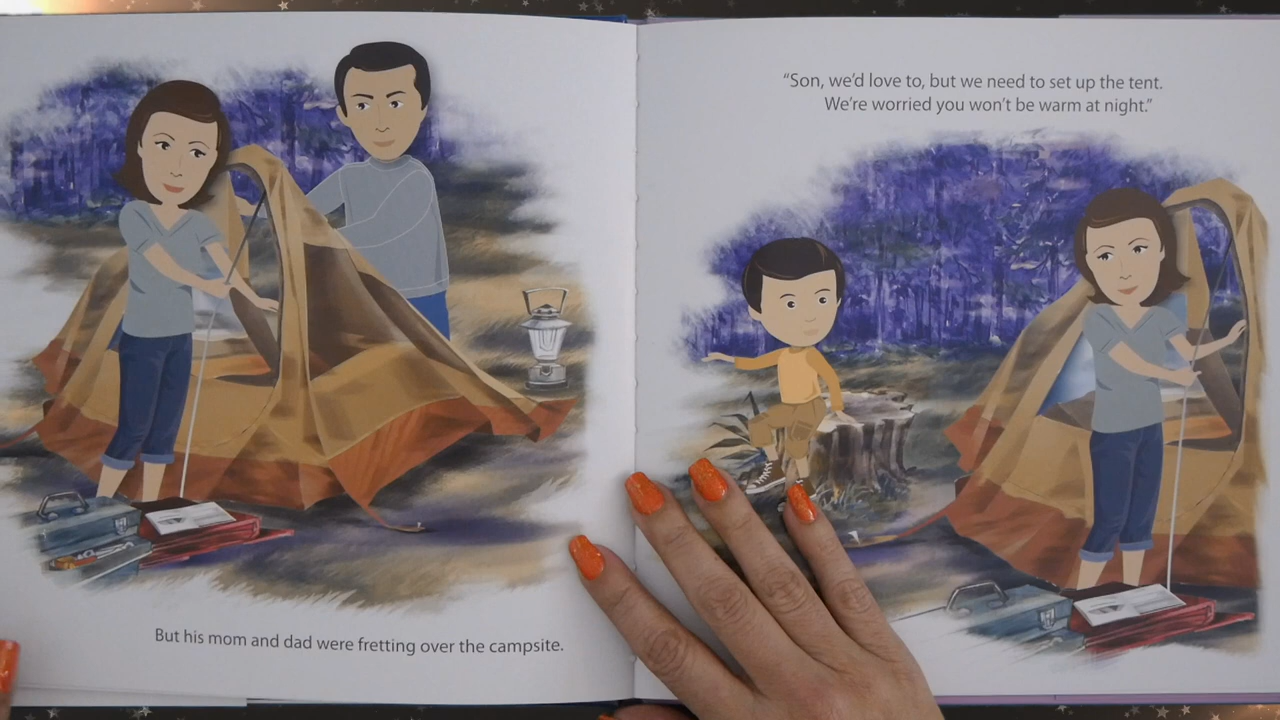 But his mom and dad were fretting over the campsite.
“Son, we’d love to, but we need to set up the tent.
We’re worried you won’t be warm at night.”